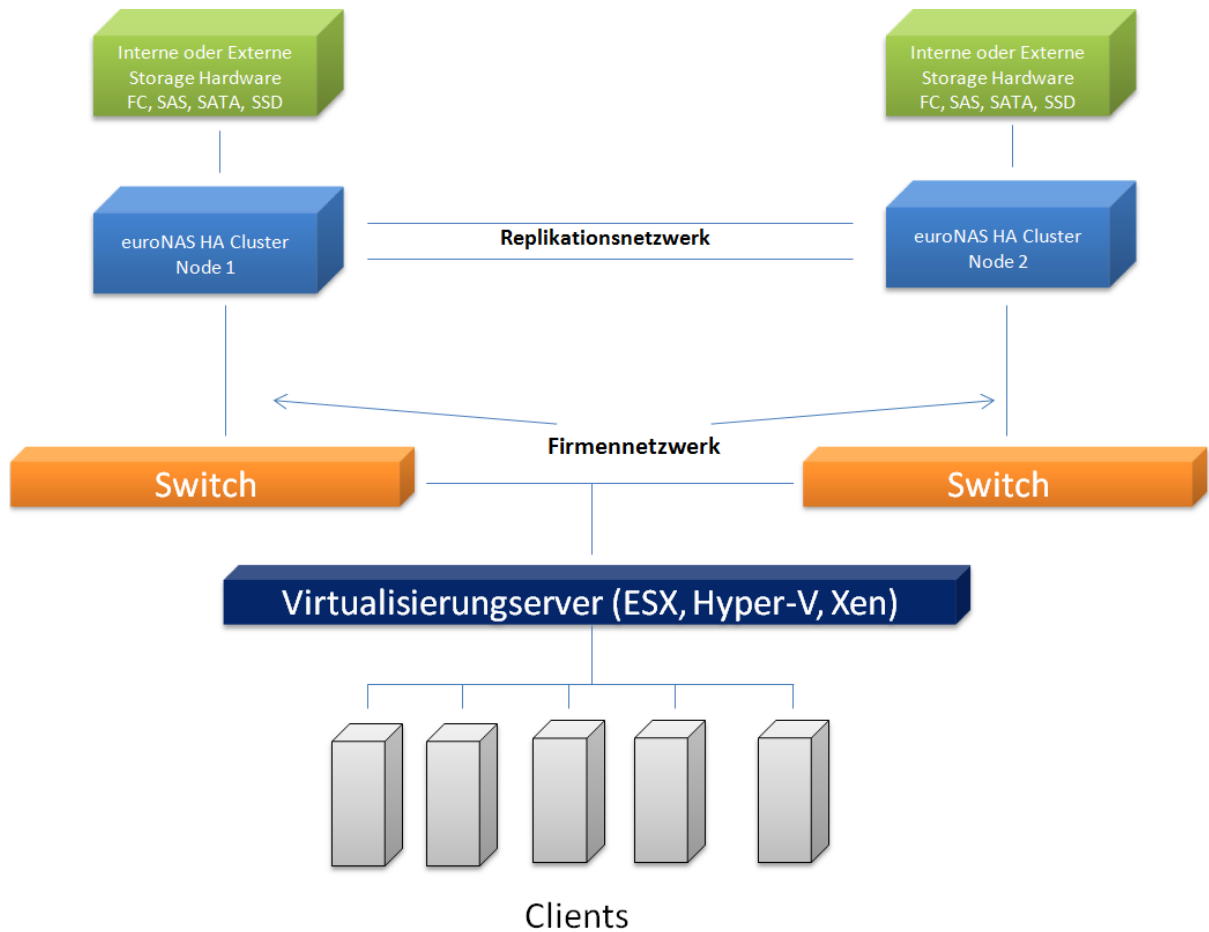 Interne oder Externe
Storage Hardware
FC, SAS, SATA, SSD
Interne oder Externe
Storage Hardware
FC, SAS, SATA, SSD
euroNAS HA Cluster
Node 1
Replikationsnetzwerk
euroNAS HA Cluster
Node 2
Firmennetzwerk
Switch
Switch
Virtualisierungserver (ESX, Hyper-V, Xen)
Clients